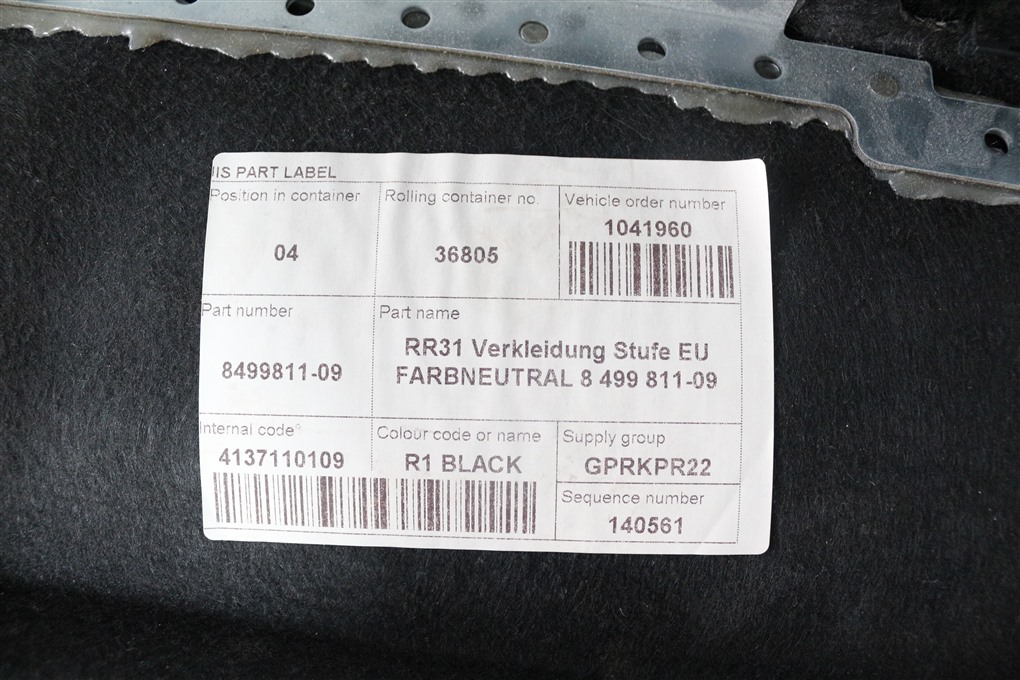 IIS PART LABEL
Position in container
04
Rolling container no.
36805
Vehicle order number
1041960
Part number
8499811-09
Part name
RR31 Verkleidung Stufe EU
FARBNEUTRAL 8 499 811-09
Internal code
4137110109
Colour code or name
R1 BLACK
Supply group
GPRKPR22
Sequence number
140561